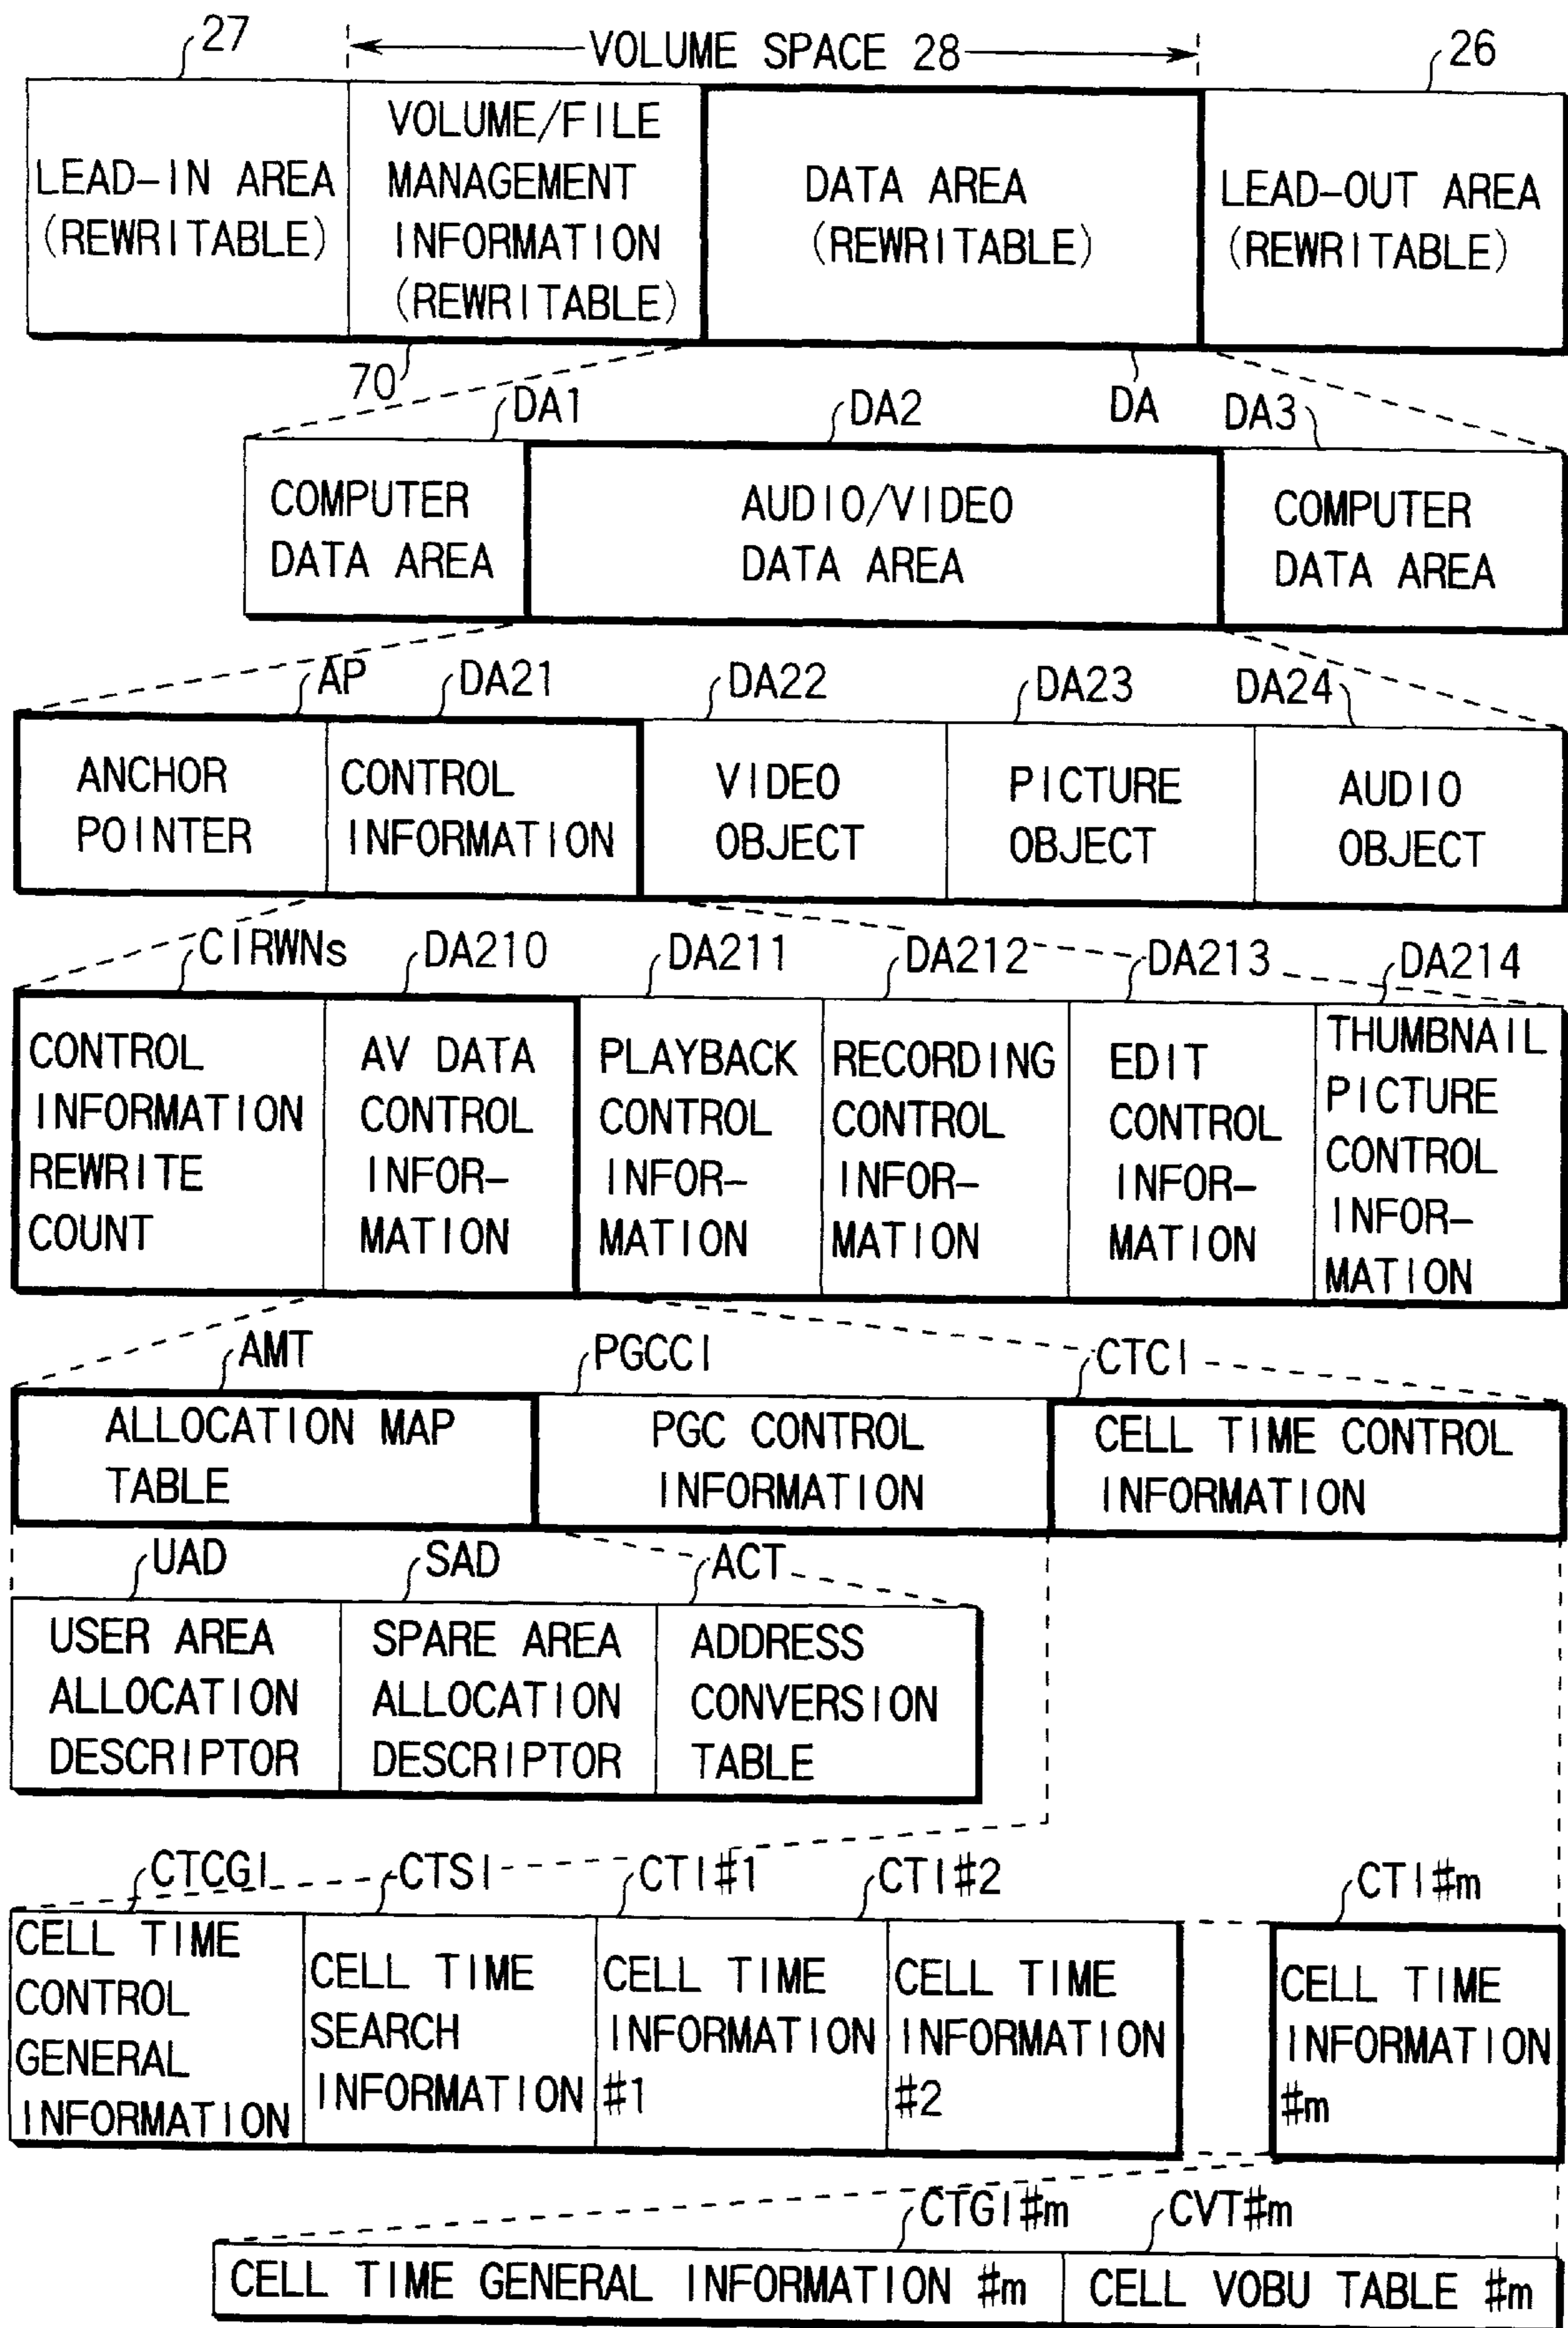 27
VOLUME SPACE 28
26
LEAD-IN AREA
(REWRITABLE)
VOLUME/FILE
MANAGEMENT
INFORMATION
(REWRITABLE)
DATA AREA
(REWRITABLE)
LEAD-OUT AREA
(REWRITABLE)
70
DA
DA1
DA2
DA3
COMPUTER
DATA AREA
AUDIO/VIDEO
DATA AREA
COMPUTER
DATA AREA
AP
DA21
DA22
DA23
DA24
ANCHOR
POINTER
CONTROL
INFORMATION
VIDEO
OBJECT
PICTURE
OBJECT
AUDIO
OBJECT
CIRWNs
DA210
DA211
DA212
DA213
DA214
CONTROL
INFORMATION
REWRITE
COUNT
AV DATA
CONTROL
INFOR-
MATION
PLAYBACK
CONTROL
INFOR-
MATION
RECORDING
CONTROL
INFOR-
MATION
EDIT
CONTROL
INFOR-
MATION
THUMBNAIL
PICTURE
CONTROL
INFOR-
MATION
AMT
PGCCI
CTCI
ALLOCATION MAP
TABLE
PGC CONTROL
INFORMATION
CELL TIME CONTROL
INFORMATION
UAD
SAD
ACT
USER AREA
ALLOCATION
DESCRIPTOR
SPARE AREA
ALLOCATION
DESCRIPTOR
ADDRESS
CONVERSION
TABLE
CTCGI
CTSI
CTI#1
CTI#2
CTI#m
CELL TIME
CONTROL
GENERAL
INFORMATION
CELL TIME
SEARCH
INFORMATION
CELL TIME
INFORMATION
#1
CELL TIME
INFORMATION
#2
CELL TIME
INFORMATION
#m
CTGI#m
CVT#m
CELL TIME GENERAL INFORMATION #m
CELL VOBU TABLE #m